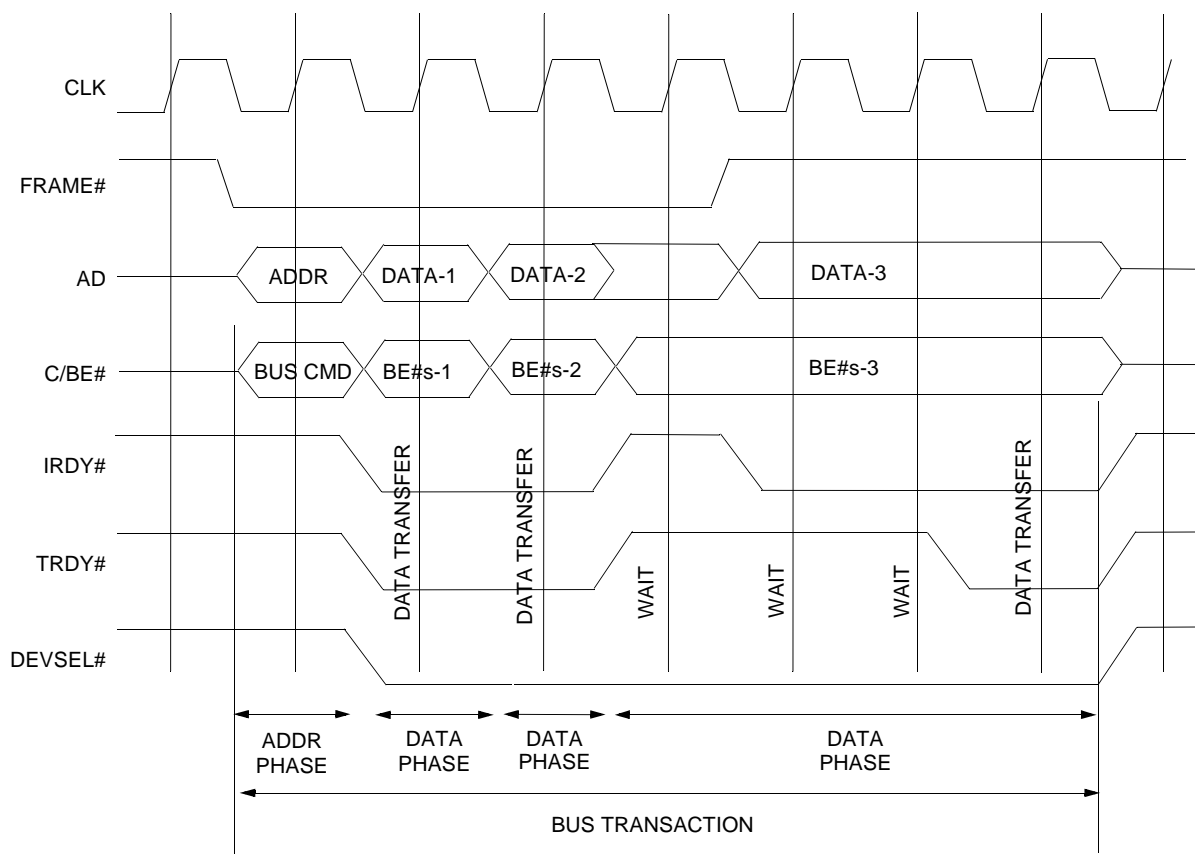 CLK
FRAME#
AD
ADDR
DATA-1
DATA-2
DATA-3
C/BE#
BUS CMD
BE#s-1
BE#s-2
BE#s-3
IRDY#
TRDY#
DATA TRANSFER
DATA TRANSFER
WAIT
WAIT
WAIT
DATA TRANSFER
DEVSEL#
ADDR
PHASE
DATA
PHASE
DATA
PHASE
DATA
PHASE
BUS TRANSACTION